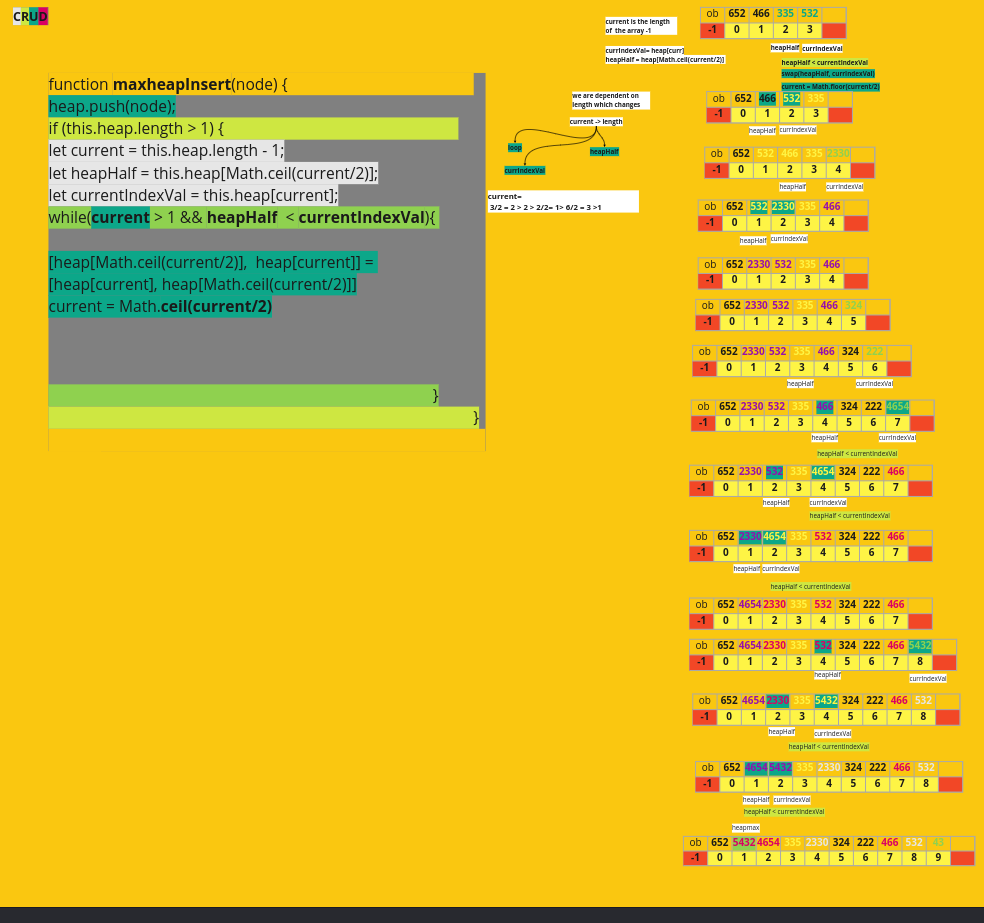 CRUD
function maxheapInsert(node) {
heap.push(node);
if (this.heap.length > 1) {
let current = this.heap.length - 1;
let heapHalf = this.heap[Math.ceil(current/2)];
let currentIndexVal = this.heap[current];
while(current > 1 && heapHalf < currentIndexVal){
[heap[Math.ceil(current/2)], heap[current]] =
[heap[current], heap[Math.ceil(current/2)]]
current = Math.ceil(current/2)
}
}
current is the length
of the array -1
currIndexVal= heap[curr]
heapHalf = heap[Math.ceil(current/2)]
we are dependent on
length which changes
current -> length
loop
heapHalf
currIndexVal
current=
3/2 = 2 > 2 > 2/2= 1> 6/2 = 3 >1
ob 652 466 335 532
-1 0 1 2 3
heapHalf currIndexVal
heapHalf < currentIndexVal
swap(heapHalf, currIndexVal)
current = Math.floor(current/2)
ob 652 466 532 335
-1 0 1 2 3
heapHalf currIndexVal
ob 652 532 466 335 2330
-1 0 1 2 3 4
heapHalf currIndexVal
ob 652 532 2330 335 466
-1 0 1 2 3 4
heapHalf currIndexVal
ob 652 2330 532 335 466
-1 0 1 2 3 4
ob 652 2330 532 335 466 324
-1 0 1 2 3 4 5
ob 652 2330 532 335 466 324 222
-1 0 1 2 3 4 5 6
heapHalf currIndexVal
ob 652 2330 532 335 466 324 222 4654
-1 0 1 2 3 4 5 6 7
heapHalf currIndexVal
heapHalf < currentIndexVal
ob 652 2330 532 335 4654 324 222 466
-1 0 1 2 3 4 5 6 7
heapHalf currIndexVal
heapHalf < currentIndexVal
ob 652 2330 4654 335 532 324 222 466
-1 0 1 2 3 4 5 6 7
heapHalf currIndexVal
heapHalf < currentIndexVal
ob 652 4654 2330 335 532 324 222 466
-1 0 1 2 3 4 5 6 7
ob 652 4654 2330 335 532 324 222 466 5432
-1 0 1 2 3 4 5 6 7 8
heapHalf currIndexVal
ob 652 4654 2330 335 5432 324 222 466 532
-1 0 1 2 3 4 5 6 7 8
heapHalf currIndexVal
heapHalf < currentIndexVal
ob 652 4654 5432 335 2330 324 222 466 532
-1 0 1 2 3 4 5 6 7 8
heapHalf currIndexVal
heapHalf < currentIndexVal
heapmax
ob 652 5432 4654 335 2330 324 222 466 532 43
-1 0 1 2 3 4 5 6 7 8 9